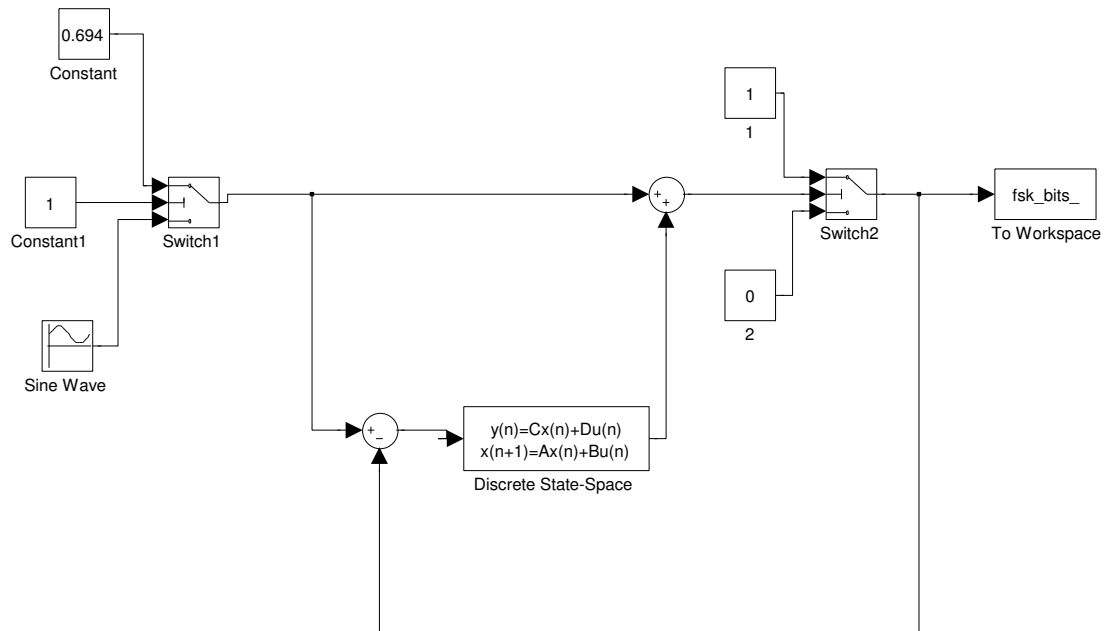 0.694
Constant
1
Constant1
Switch1
Sine Wave
+
−
y(n)=Cx(n)+Du(n)
x(n+1)=Ax(n)+Bu(n)
Discrete State-Space
+
+
1
1
0
2
Switch2
fsk_bits_
To Workspace